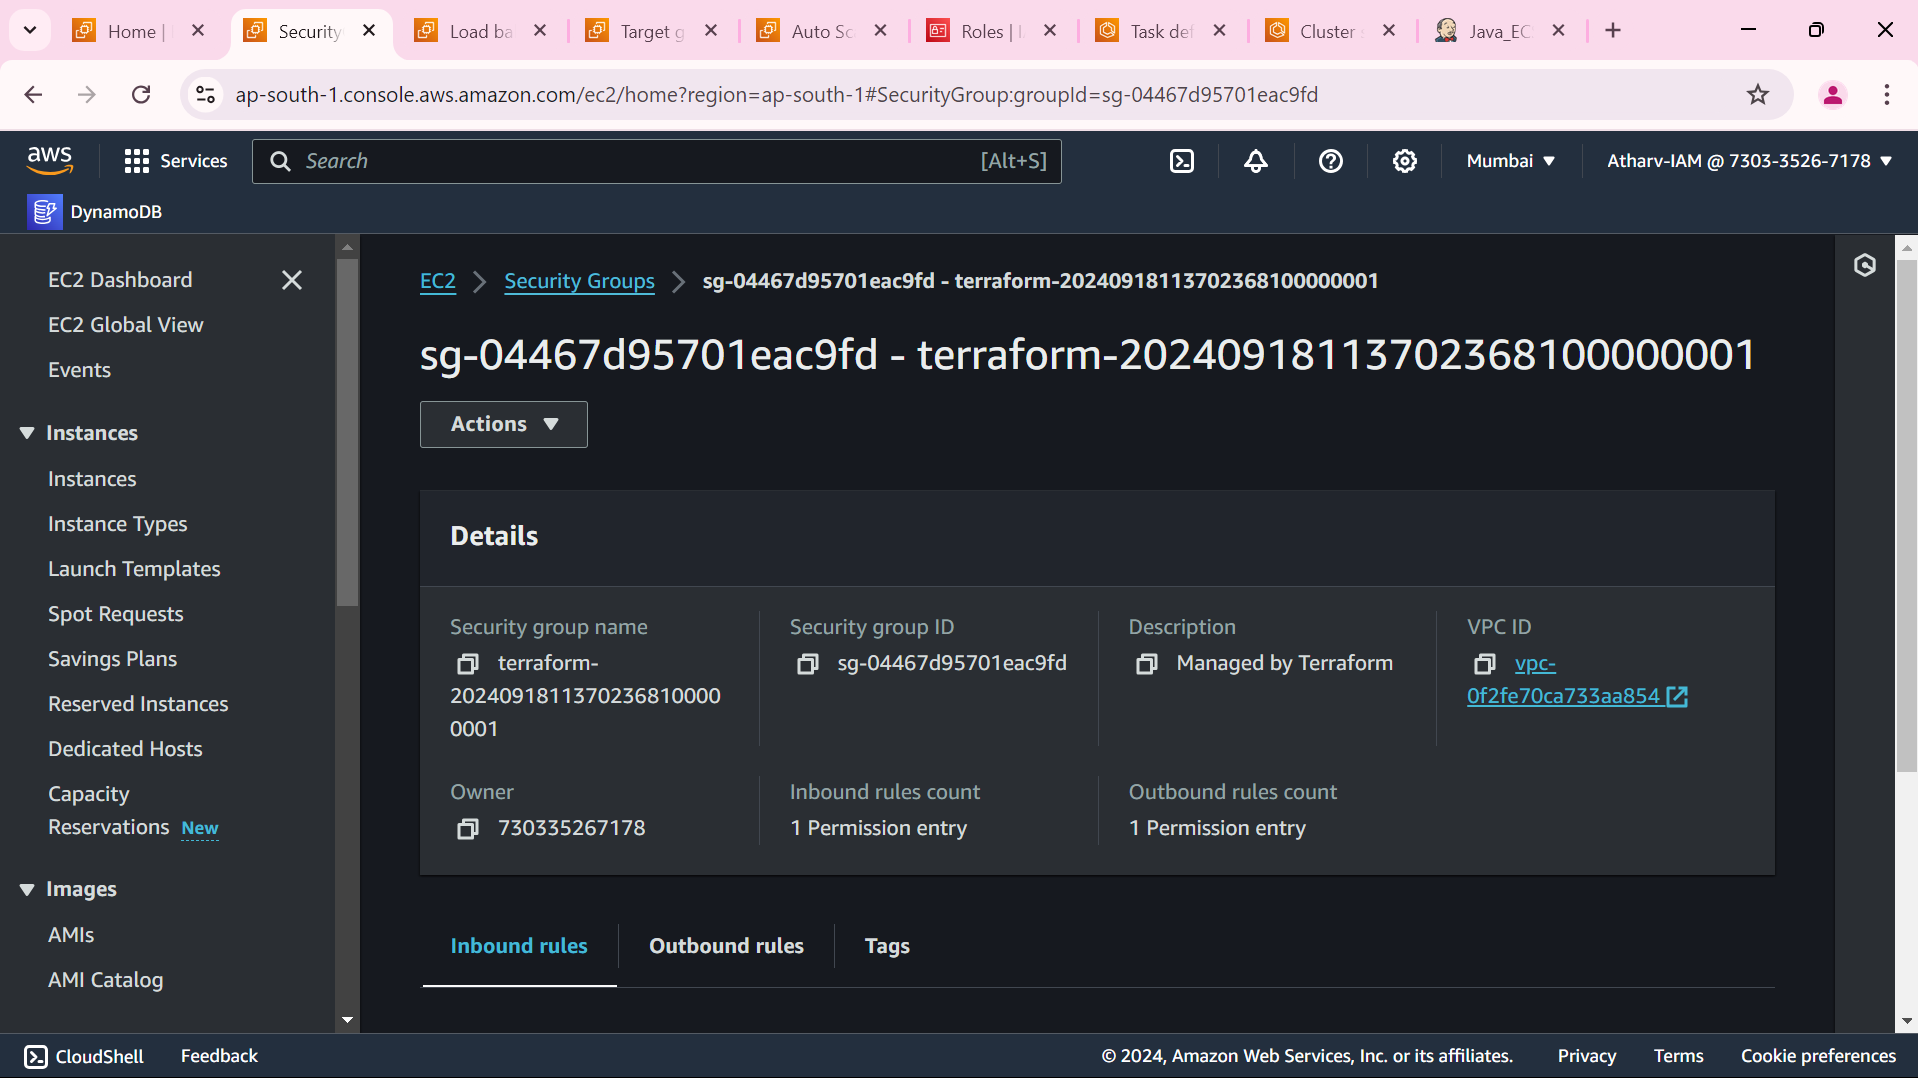 Home |
Security
Load ba
Target g
Auto Sc
Roles | I
Task def
Cluster
Java_EC
ap-south-1.console.aws.amazon.com/ec2/home?region=ap-south-1#SecurityGroup:groupId=sg-04467d95701eac9fd
aws
Services
Search
[Alt+S]
Mumbai
Atharv-IAM @ 7303-3526-7178
DynamoDB
EC2 Dashboard
EC2 Global View
Events
Instances
Instances
Instance Types
Launch Templates
Spot Requests
Savings Plans
Reserved Instances
Dedicated Hosts
Capacity
Reservations New
Images
AMIs
AMI Catalog
EC2 Security Groups sg-04467d95701eac9fd - terraform-20240918113702368100000001
sg-04467d95701eac9fd - terraform-20240918113702368100000001
Actions
Details
Security group name
terraform-
2024091811370236810000
0001
Security group ID
sg-04467d95701eac9fd
Description
Managed by Terraform
VPC ID
vpc-
0f2fe70ca733aa854
Owner
730335267178
Inbound rules count
1 Permission entry
Outbound rules count
1 Permission entry
Inbound rules
Outbound rules
Tags
CloudShell
Feedback
© 2024, Amazon Web Services, Inc. or its affiliates.
Privacy
Terms
Cookie preferences